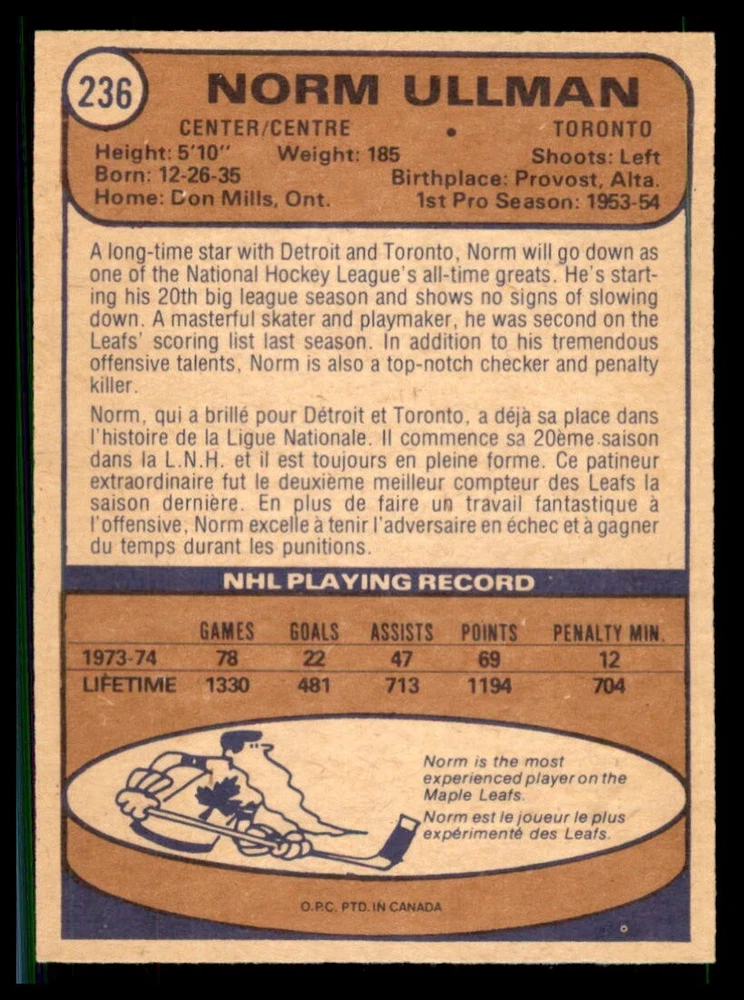 236
NORM ULLMAN
CENTER/CENTRE • TORONTO
Height: 5'10" Weight: 185 Shoots: Left
Born: 12-26-35 Birthplace: Provost, Alta.
Home: Don Mills, Ont. 1st Pro Season: 1953-54
A long-time star with Detroit and Toronto, Norm will go down as
one of the National Hockey League's all-time greats. He's start-
ing his 20th big league season and shows no signs of slowing
down. A masterful skater and playmaker, he was second on the
Leafs' scoring list last season. In addition to his tremendous
offensive talents, Norm is also a top-notch checker and penalty
killer.
Norm, qui a brillé pour Détroit et Toronto, a déjà sa place dans
l'histoire de la Ligue Nationale. Il commence sa 20ème saison
dans la L.N.H. et il est toujours en pleine forme. Ce patineur
extraordinaire fut le deuxième meilleur compteur des Leafs la
saison dernière. En plus de faire un travail fantastique à
l'offensive, Norm excelle à tenir l'adversaire en échec et à gagner
du temps durant les punitions.
NHL PLAYING RECORD
GAMES GOALS ASSISTS POINTS PENALTY MIN.
1973-74 78 22 47 69 12
LIFETIME 1330 481 713 1194 704
Norm is the most
experienced player on the
Maple Leafs.
Norm est le joueur le plus
expérimenté des Leafs.
O.P.C. PTD. IN CANADA